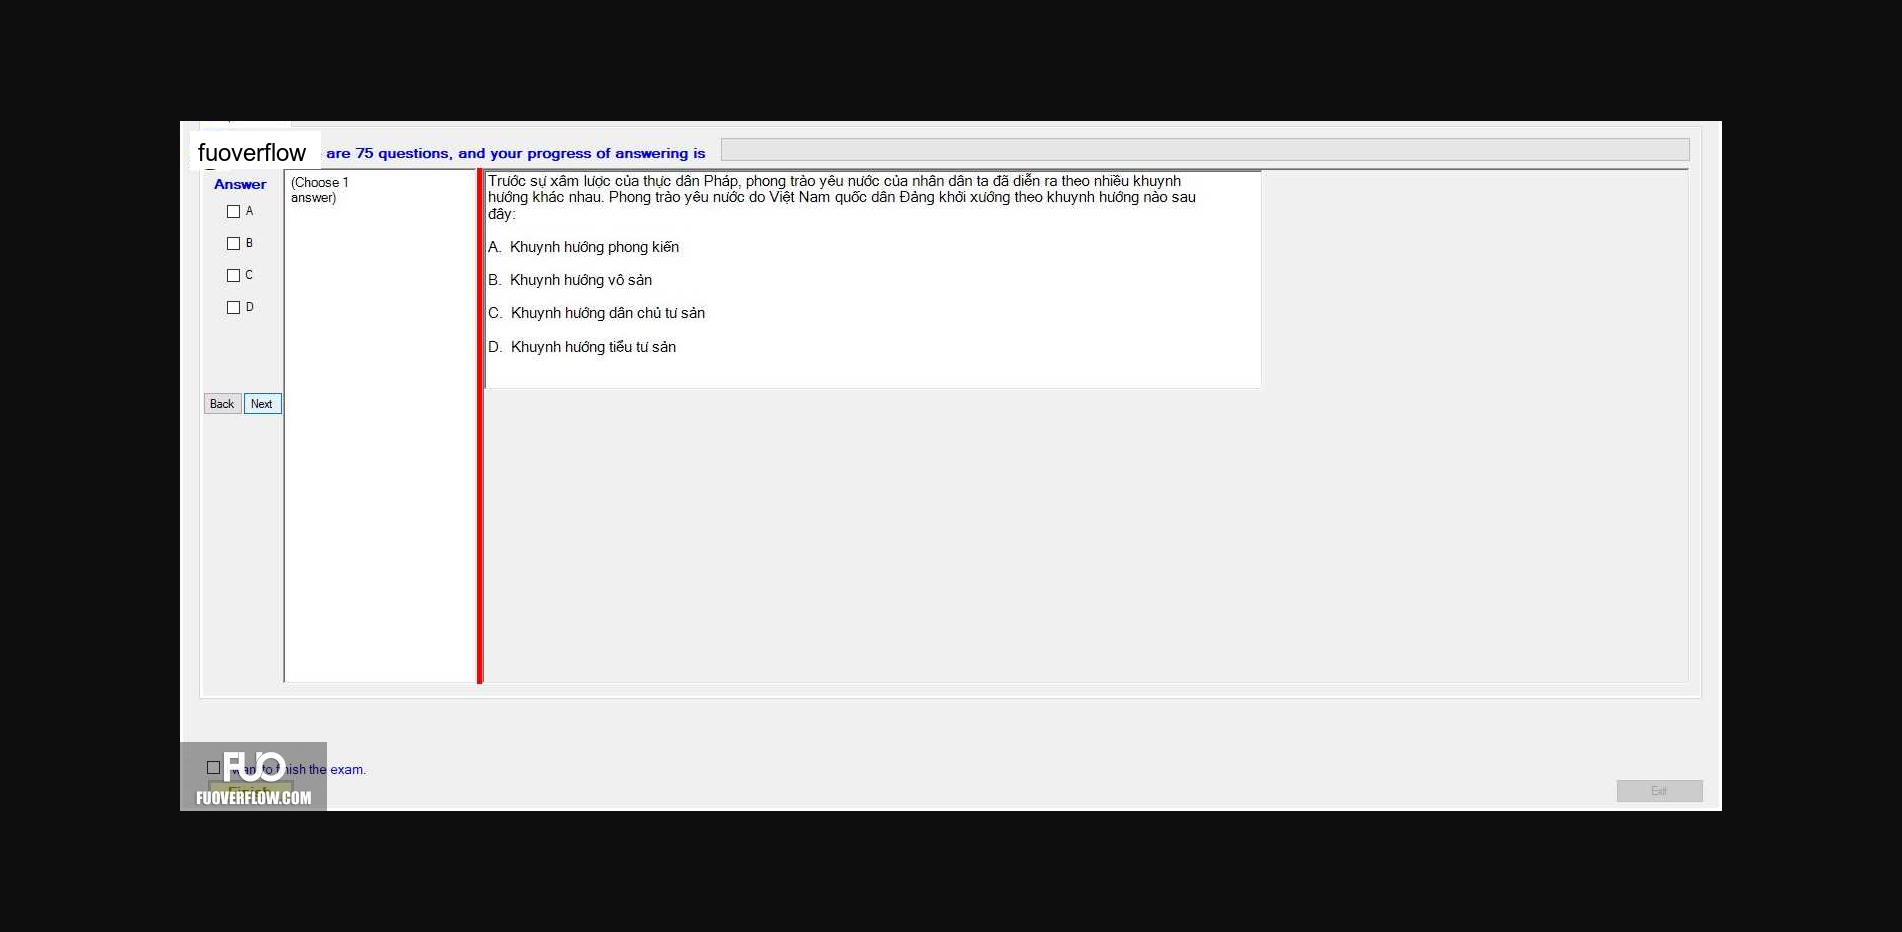 fuoverflow
are 75 questions, and your progress of answering is
Answer
A
B
C
D
Back Next
(Choose 1
answer)
Trước sự xâm lược của thực dân Pháp, phong trào yêu nước của nhân dân ta đã diễn ra theo nhiều khuynh
hướng khác nhau. Phong trào yêu nước do Việt Nam quốc dân Đảng khởi xướng theo khuynh hướng nào sau
đây:
A. Khuynh hướng phong kiến
B. Khuynh hướng vô sản
C. Khuynh hướng dân chủ tư sản
D. Khuynh hướng tiểu tư sản
FUO
want to finish the exam.
Finish
FUOVERFLOW.COM
Exit